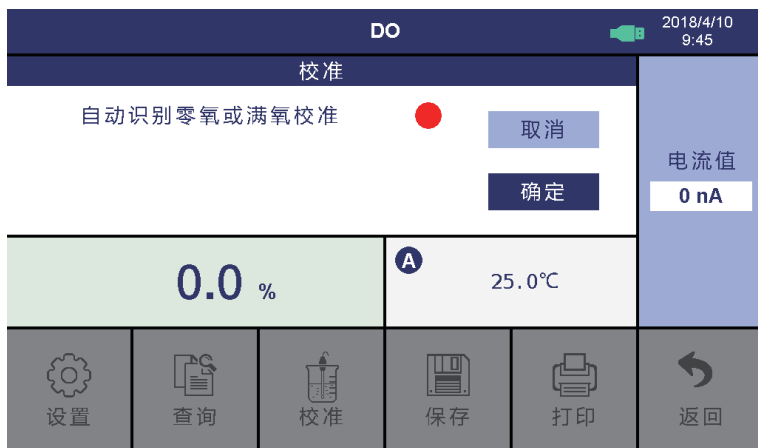 DO
2018/4/10
9:45
校准
自动识别零氧或满氧校准
取消
确定
电流值
0 nA
0.0 %
A
25.0℃
设置
查询
校准
保存
打印
返回